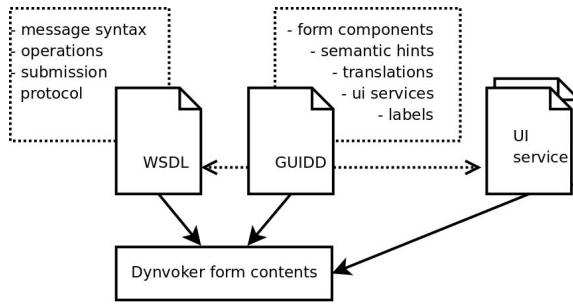 - message syntax
- operations
- submission
protocol
- form components
- semantic hints
- translations
- ui services
- labels
WSDL
GUIDD
UI
service
Dynvoker form contents